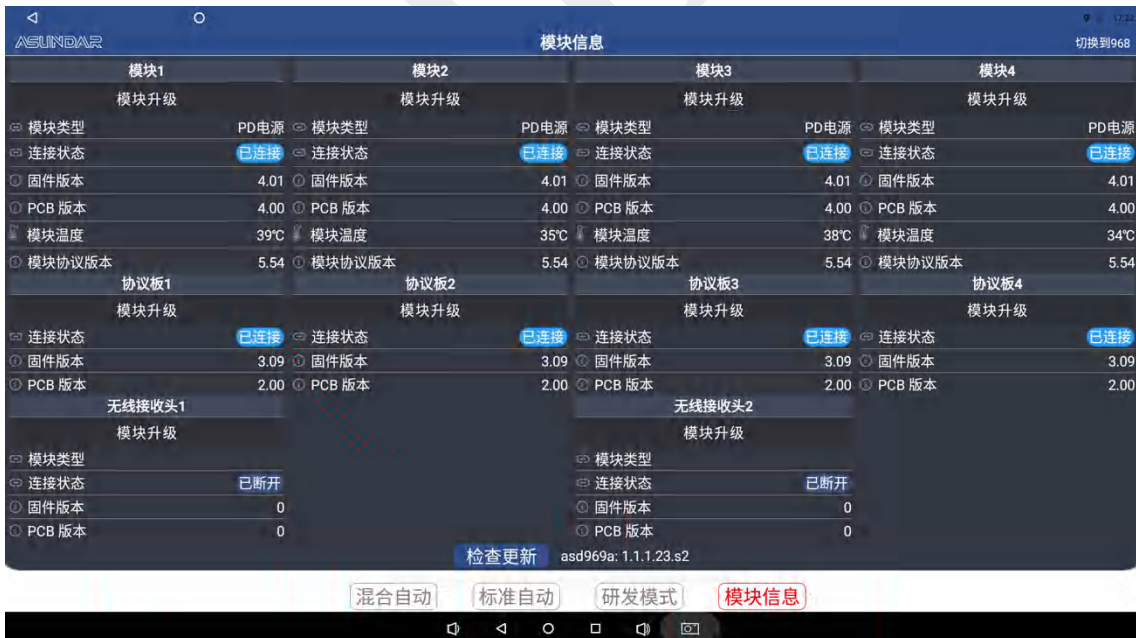 17:22
ASUNDAR 模块信息 切换到968
模块1 模块2 模块3 模块4
模块升级 模块升级 模块升级 模块升级
模块类型 PD电源 模块类型 PD电源 模块类型 PD电源 模块类型 PD电源
连接状态 已连接 连接状态 已连接 连接状态 已连接 连接状态 已连接
固件版本 4.01 固件版本 4.01 固件版本 4.01 固件版本 4.01
PCB 版本 4.00 PCB 版本 4.00 PCB 版本 4.00 PCB 版本 4.00
模块温度 39℃ 模块温度 35℃ 模块温度 38℃ 模块温度 34℃
模块协议版本 5.54 模块协议版本 5.54 模块协议版本 5.54 模块协议版本 5.54
协议板1 协议板2 协议板3 协议板4
模块升级 模块升级 模块升级 模块升级
连接状态 已连接 连接状态 已连接 连接状态 已连接 连接状态 已连接
固件版本 3.09 固件版本 3.09 固件版本 3.09 固件版本 3.09
PCB 版本 2.00 PCB 版本 2.00 PCB 版本 2.00 PCB 版本 2.00
无线接收头1 无线接收头2
模块升级 模块升级
模块类型 模块类型
连接状态 已断开 连接状态 已断开
固件版本 0 固件版本 0
PCB 版本 0 PCB 版本 0
检查更新 asd969a: 1.1.1.23.s2
混合自动 标准自动 研发模式 模块信息